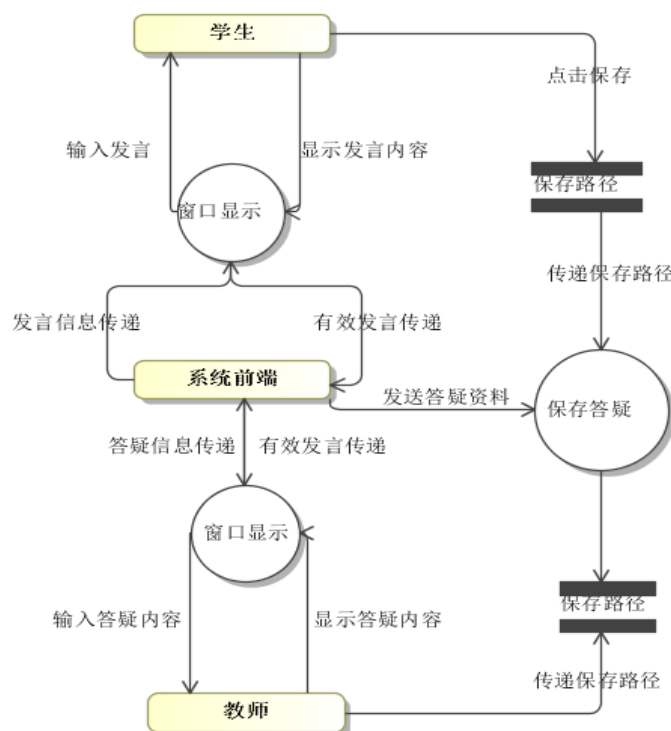 学生
点击保存
输入发言
显示发言内容
保存路径
窗口显示
传递保存路径
发言信息传递
有效发言传递
系统前端
发送答疑资料
保存答疑
答疑信息传递
有效发言传递
窗口显示
保存路径
输入答疑内容
显示答疑内容
传递保存路径
教师